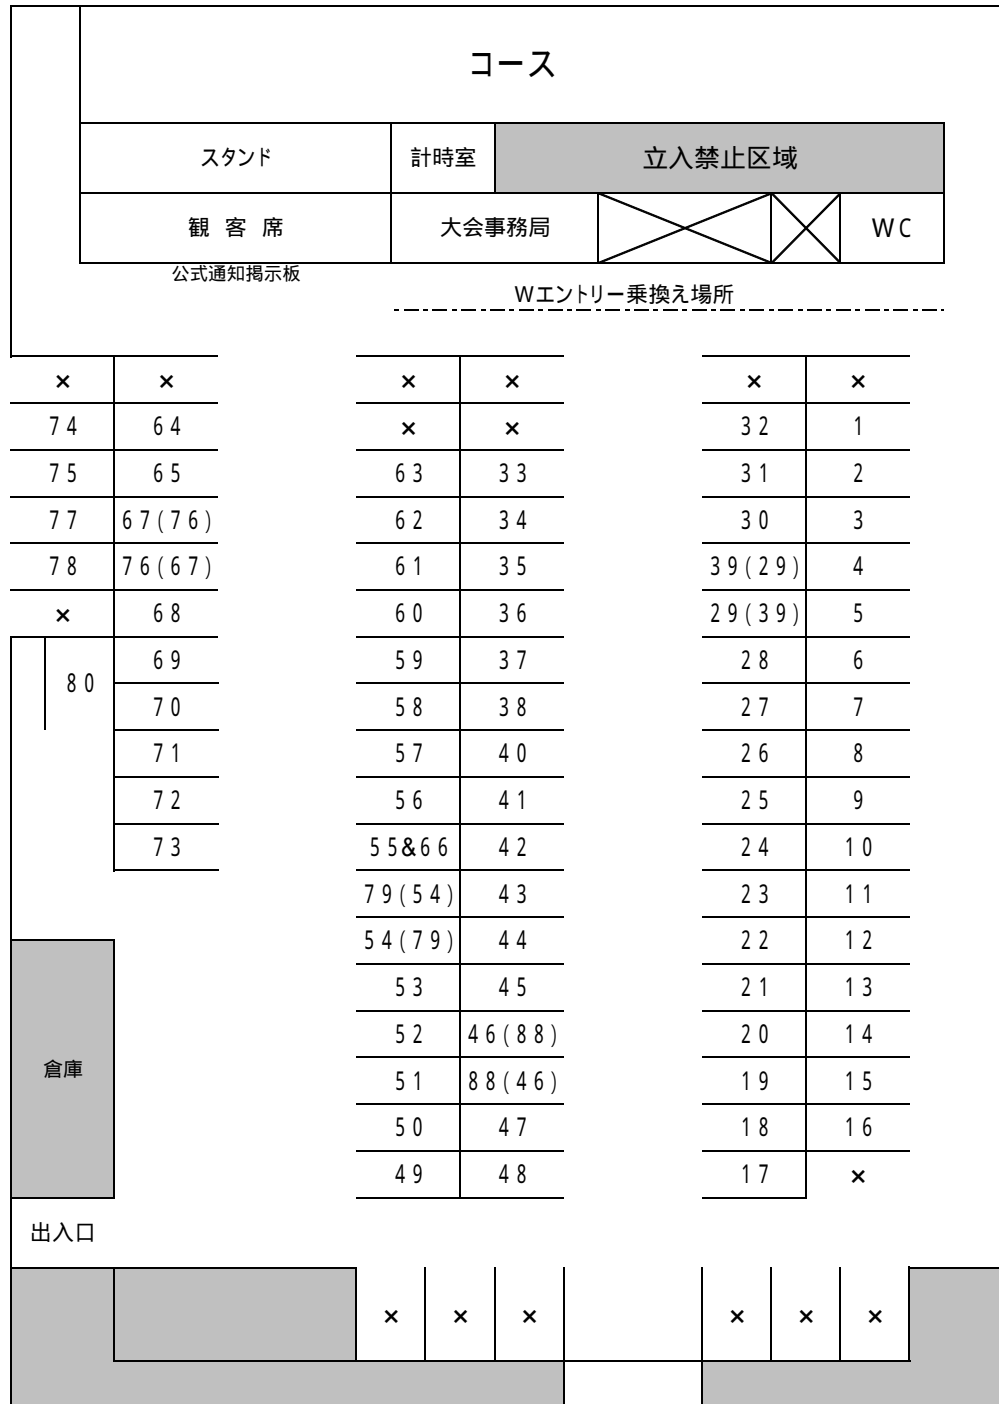 コース
スタンド 計時室 立入禁止区域
観 客 席 大会事務局 WC
公式通知掲示板
Wエントリー乗換え場所
× × × × × ×
74 64 × × 32 1
75 65 63 33 31 2
77 67(76) 62 34 30 3
78 76(67) 61 35 39(29) 4
× 68 60 36 29(39) 5
69 59 37 28 6
80
70 58 38 27 7
71 57 40 26 8
72 56 41 25 9
73 55&66 42 24 10
79(54) 43 23 11
54(79) 44 22 12
53 45 21 13
52 46(88) 20 14
倉庫
51 88(46) 19 15
50 47 18 16
49 48 17 ×
出入口
× × × × × ×